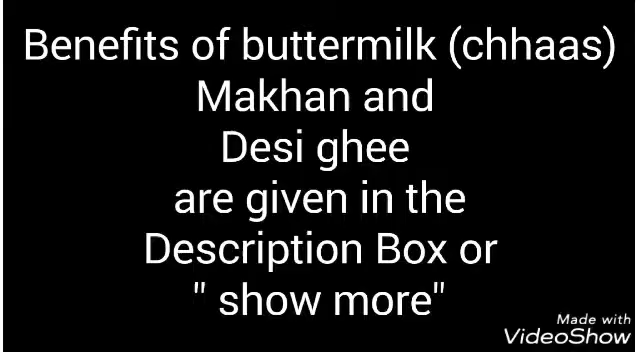 Benefits of buttermilk (chhaas)
Makhan and
Desi ghee
are given in the
Description Box or
" show more"
Made with
VideoShow